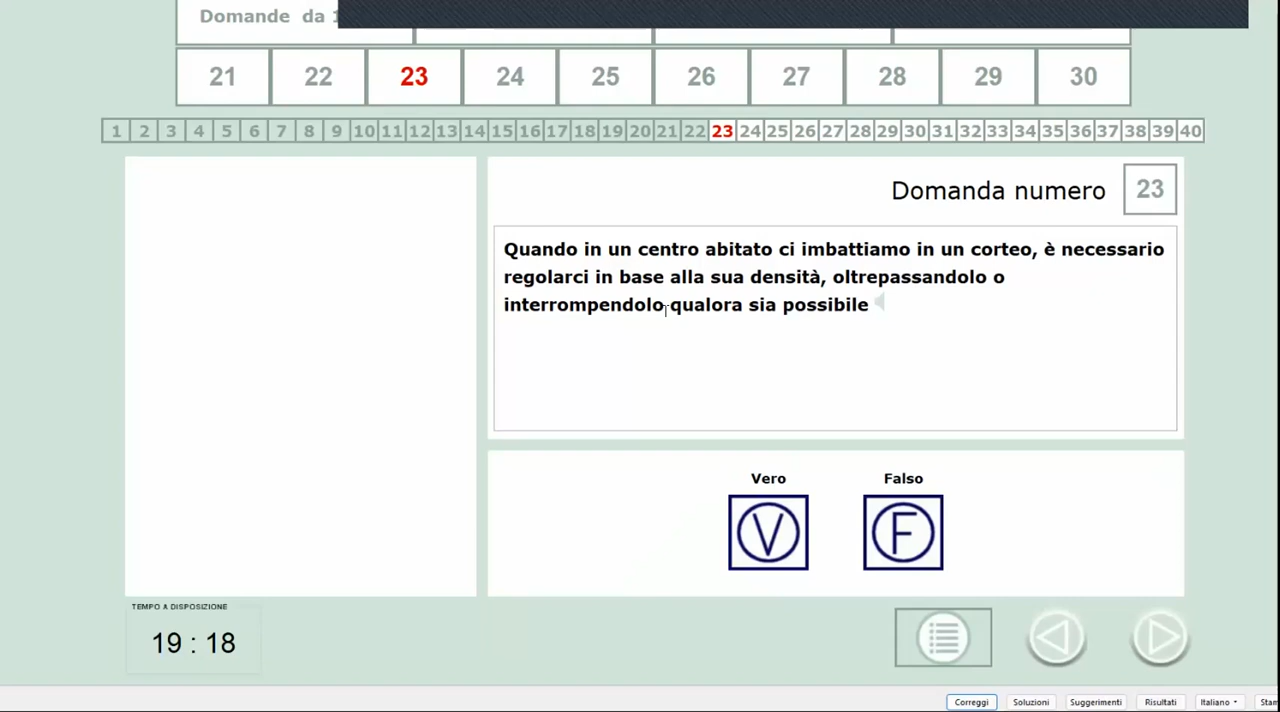 Domande da 1
21 22 23 24 25 26 27 28 29 30
1 2 3 4 5 6 7 8 9 10 11 12 13 14 15 16 17 18 19 20 21 22 23 24 25 26 27 28 29 30 31 32 33 34 35 36 37 38 39 40
Domanda numero 23
Quando in un centro abitato ci imbattiamo in un corteo, è necessario
regolarci in base alla sua densità, oltrepassandolo o
interrompendolo qualora sia possibile
Vero Falso
V F
TEMPO A DISPOSIZIONE
19 : 18
Correggi Soluzioni Suggerimenti Risultati Italiano